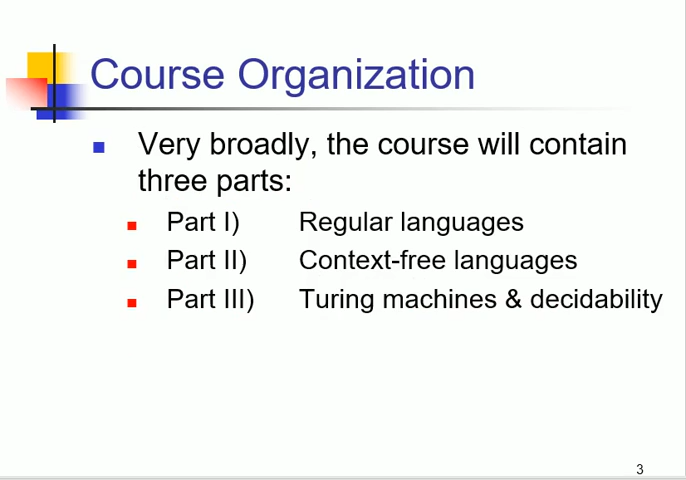 Course Organization
Very broadly, the course will contain
three parts:
Part I) Regular languages
Part II) Context-free languages
Part III) Turing machines & decidability
3